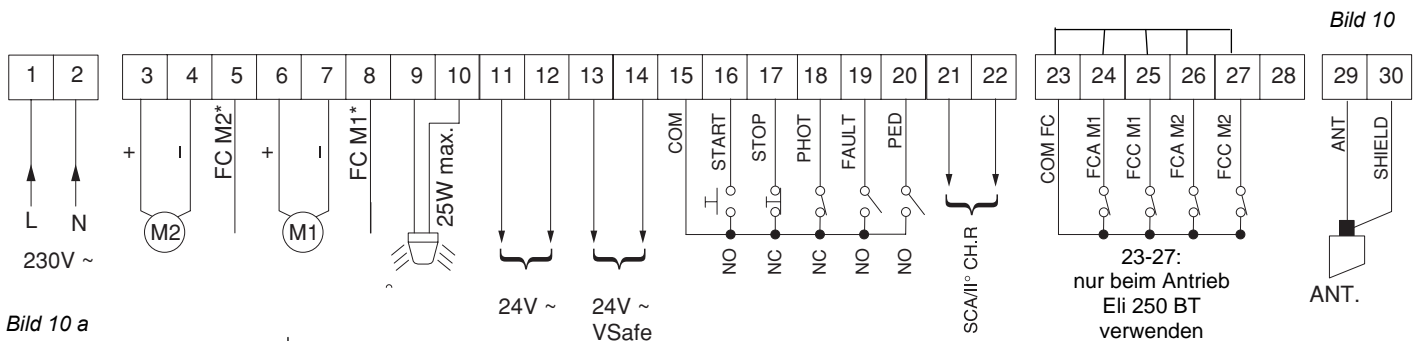 Bild 10
1 2 3 4 5 6 7 8 9 10 11 12 13 14 15 16 17 18 19 20 21 22 23 24 25 26 27 28 29 30
+ – FC M2* + – FC M1* 25W max. COM START STOP PHOT FAULT PED SCA/II° CH.R COM FC FCA M1 FCC M1 FCA M2 FCC M2 ANT SHIELD
L N M2 M1
NO NC NC NO NO
230V ~
24V ~ 24V ~
VSafe
23-27:
nur beim Antrieb
Eli 250 BT
verwenden
ANT.
Bild 10 a